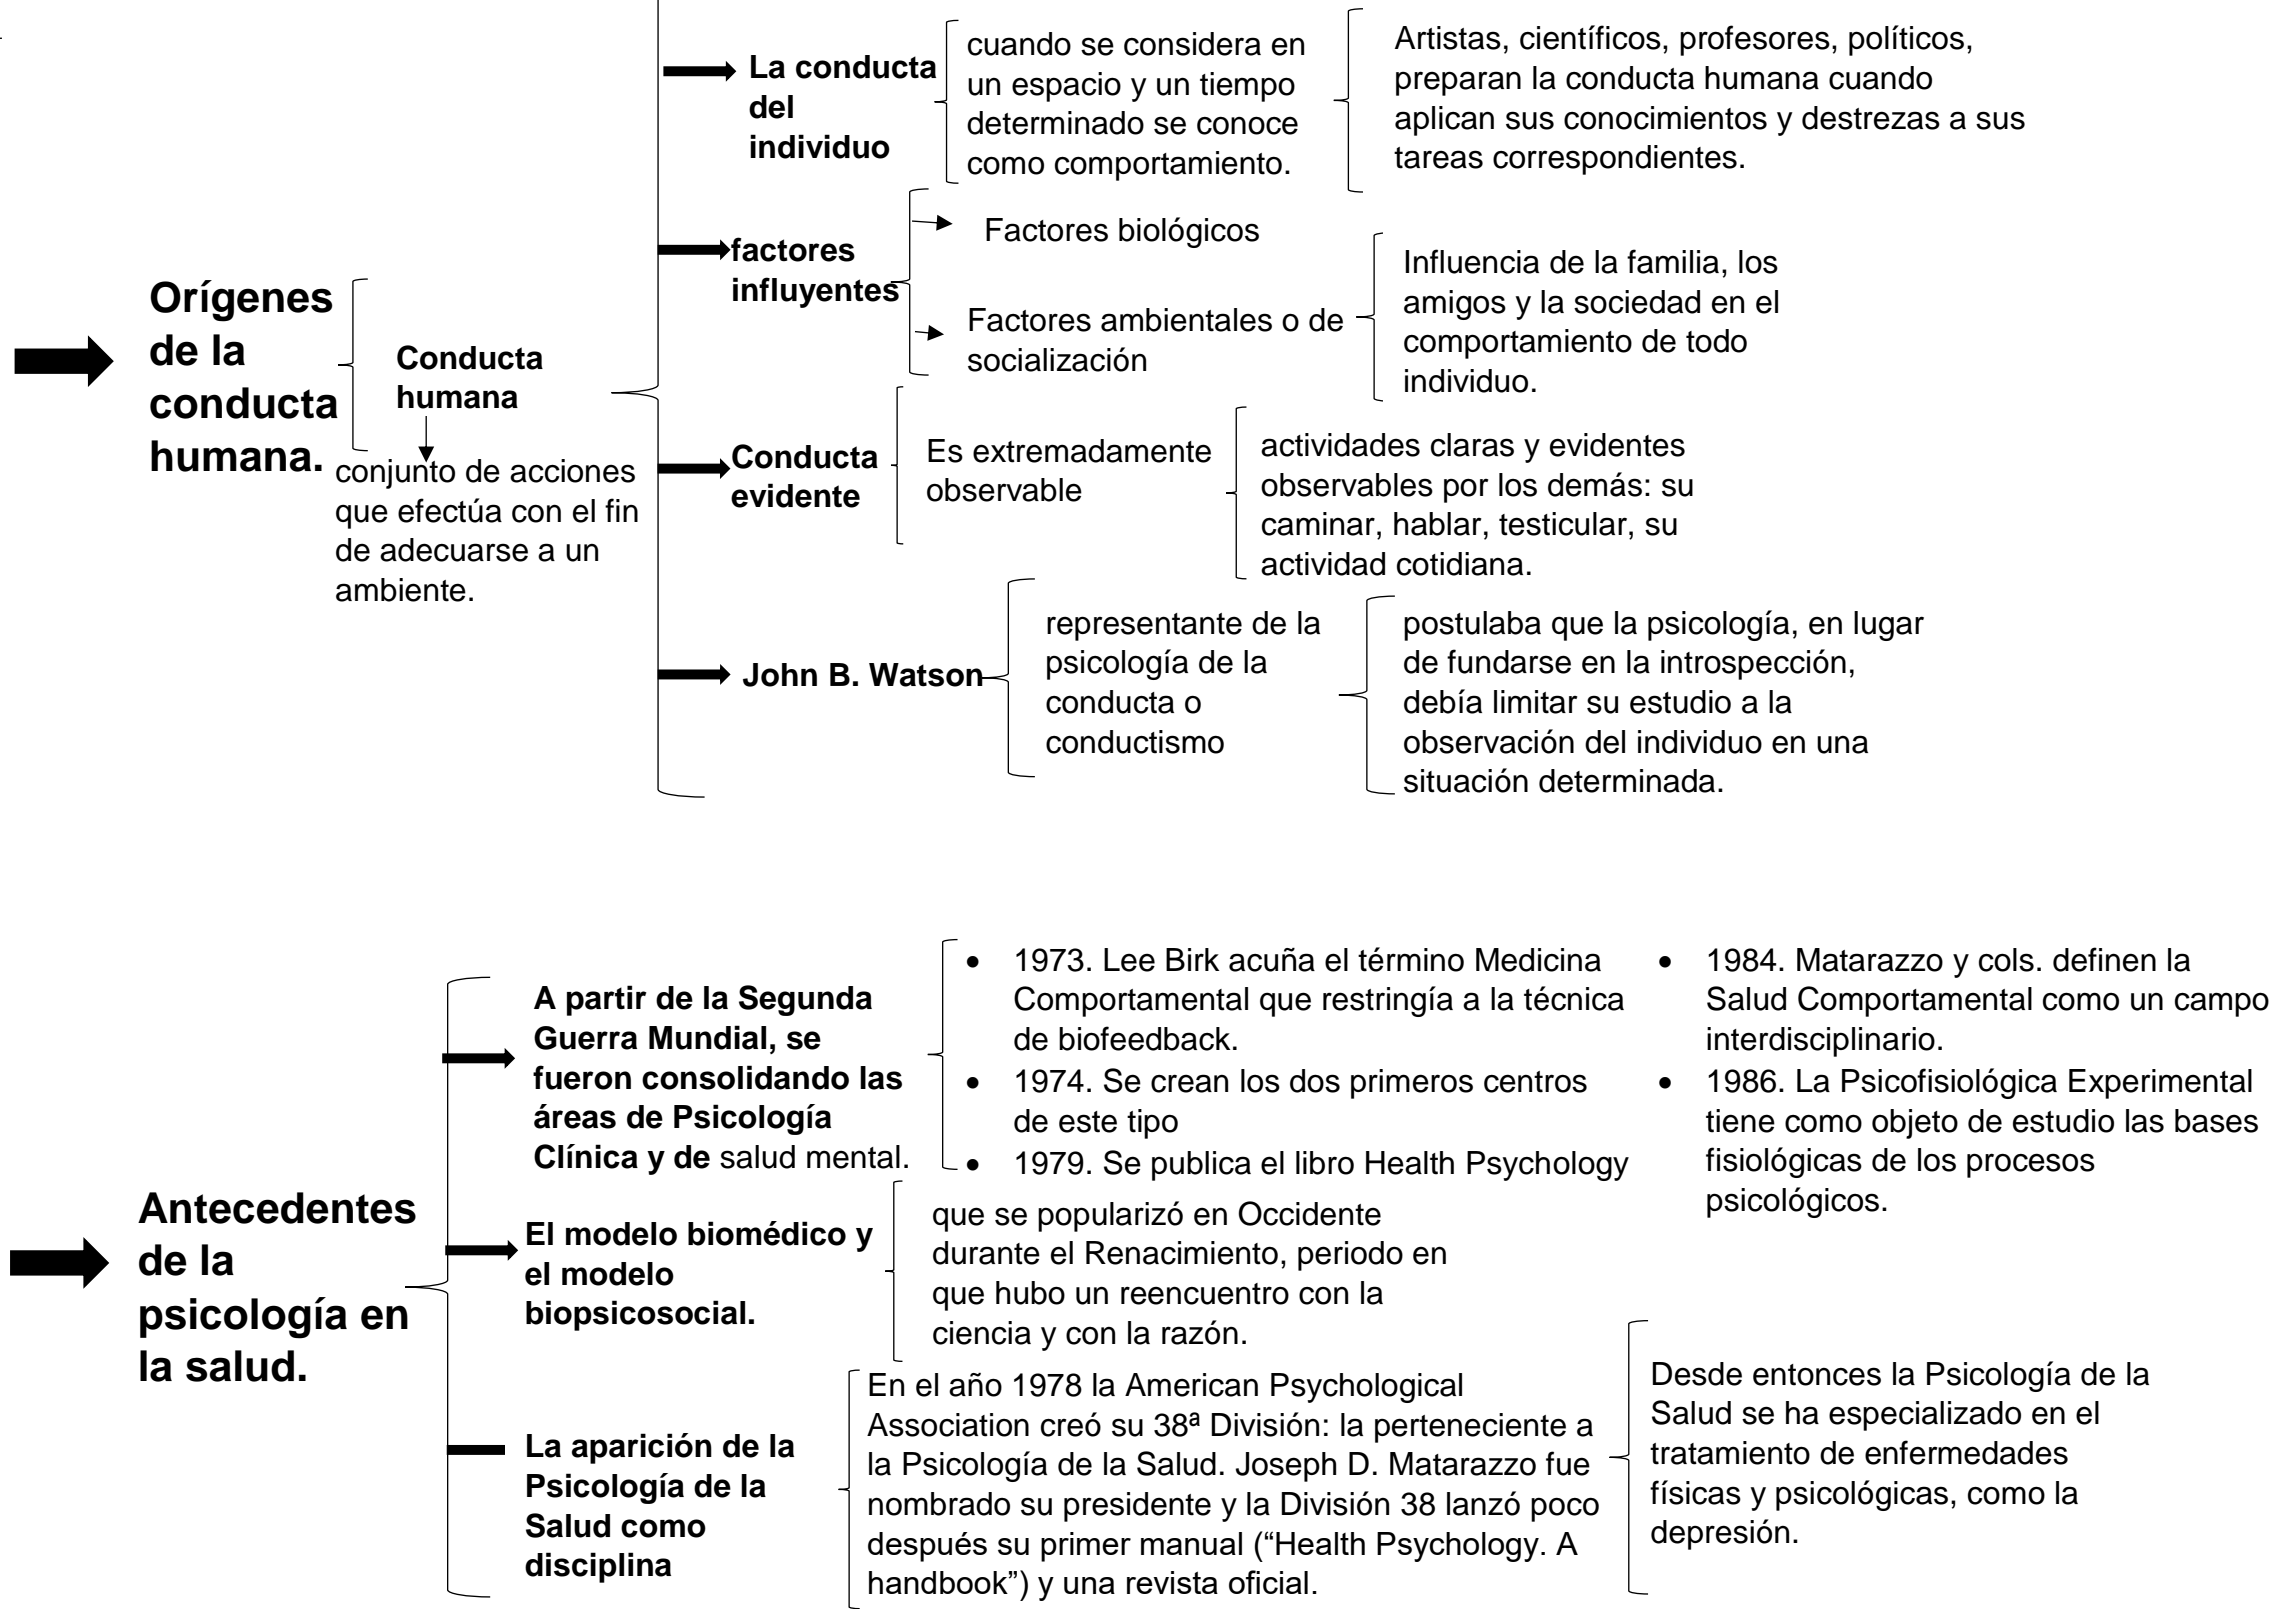 Orígenes
de la
conducta
humana.
Conducta
humana
conjunto de acciones
que efectúa con el fin
de adecuarse a un
ambiente.
La conducta
del
individuo
cuando se considera en
un espacio y un tiempo
determinado se conoce
como comportamiento.
Artistas, científicos, profesores, políticos,
preparan la conducta humana cuando
aplican sus conocimientos y destrezas a sus
tareas correspondientes.
factores
influyentes
Factores biológicos
Factores ambientales o de
socialización
Influencia de la familia, los
amigos y la sociedad en el
comportamiento de todo
individuo.
Conducta
evidente
Es extremadamente
observable
actividades claras y evidentes
observables por los demás: su
caminar, hablar, testicular, su
actividad cotidiana.
John B. Watson
representante de la
psicología de la
conducta o
conductismo
postulaba que la psicología, en lugar
de fundarse en la introspección,
debía limitar su estudio a la
observación del individuo en una
situación determinada.
Antecedentes
de la
psicología en
la salud.
A partir de la Segunda
Guerra Mundial, se
fueron consolidando las
áreas de Psicología
Clínica y de salud mental.
• 1973. Lee Birk acuña el término Medicina
Comportamental que restringía a la técnica
de biofeedback.
• 1974. Se crean los dos primeros centros
de este tipo
• 1979. Se publica el libro Health Psychology
• 1984. Matarazzo y cols. definen la
Salud Comportamental como un campo
interdisciplinario.
• 1986. La Psicofisiológica Experimental
tiene como objeto de estudio las bases
fisiológicas de los procesos
psicológicos.
El modelo biomédico y
el modelo
biopsicosocial.
que se popularizó en Occidente
durante el Renacimiento, periodo en
que hubo un reencuentro con la
ciencia y con la razón.
La aparición de la
Psicología de la
Salud como
disciplina
En el año 1978 la American Psychological
Association creó su 38ª División: la perteneciente a
la Psicología de la Salud. Joseph D. Matarazzo fue
nombrado su presidente y la División 38 lanzó poco
después su primer manual (“Health Psychology. A
handbook”) y una revista oficial.
Desde entonces la Psicología de la
Salud se ha especializado en el
tratamiento de enfermedades
físicas y psicológicas, como la
depresión.